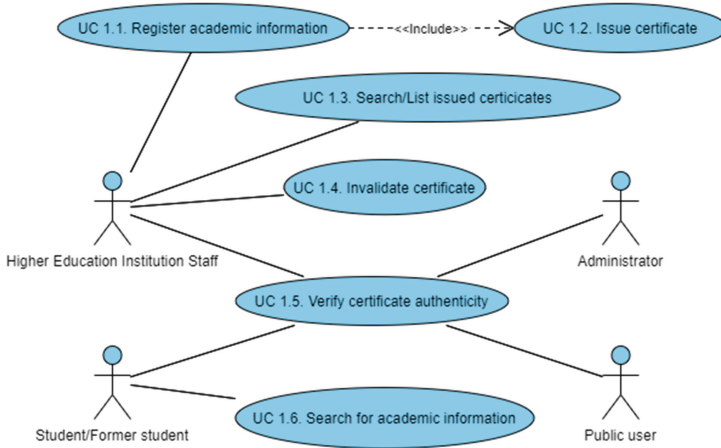 UC 1.1. Register academic information
<<Include>>
UC 1.2. Issue certificate
UC 1.3. Search/List issued certicicates
UC 1.4. Invalidate certificate
Higher Education Institution Staff
Administrator
UC 1.5. Verify certificate authenticity
Student/Former student
UC 1.6. Search for academic information
Public user